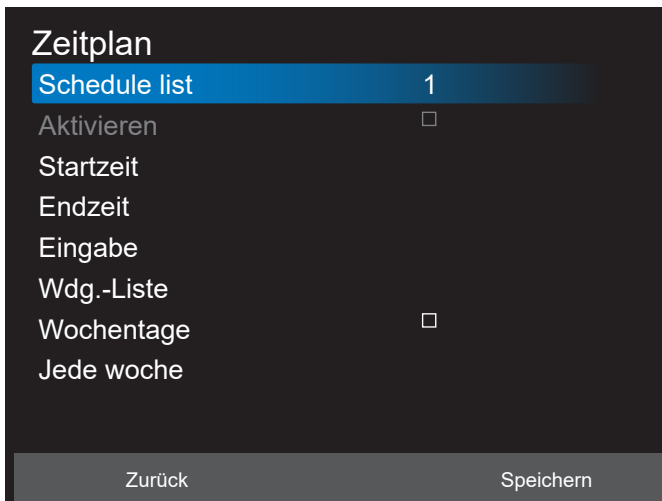 Zeitplan
Schedule list 1
Aktivieren
Startzeit
Endzeit
Eingabe
Wdg.-Liste
Wochentage
Jede woche
Zurück Speichern